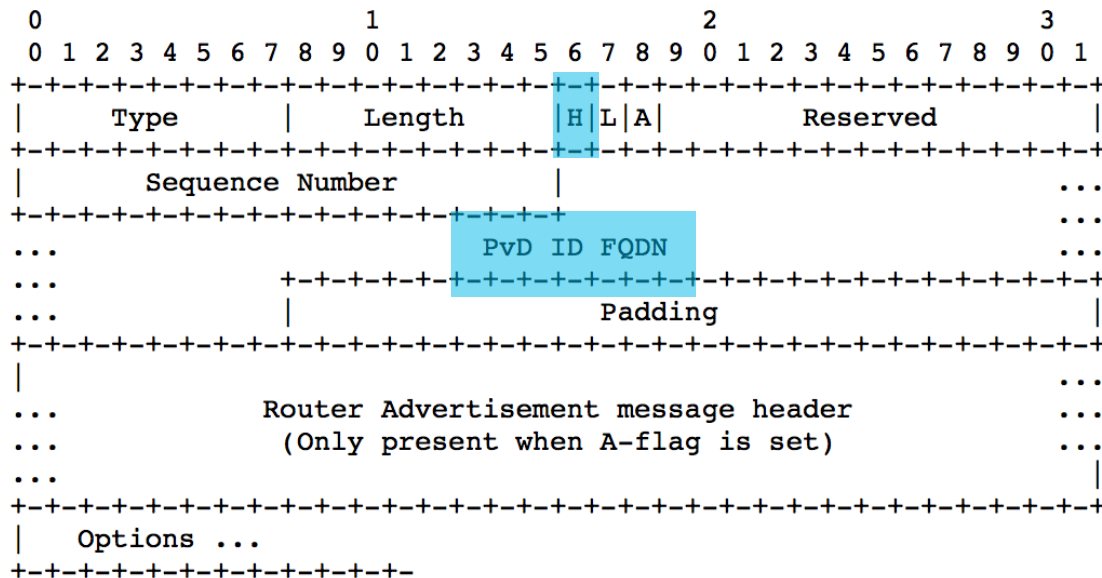 0                   1                   2                   3
 0 1 2 3 4 5 6 7 8 9 0 1 2 3 4 5 6 7 8 9 0 1 2 3 4 5 6 7 8 9 0 1
+-+-+-+-+-+-+-+-+-+-+-+-+-+-+-+-+-+-+-+-+-+-+-+-+-+-+-+-+-+-+-+-+
|     Type      |    Length     |H|L|A|        Reserved         |
+-+-+-+-+-+-+-+-+-+-+-+-+-+-+-+-+-+-+-+-+-+-+-+-+-+-+-+-+-+-+-+-+
|       Sequence Number         |                             ...
+-+-+-+-+-+-+-+-+-+-+-+-+-+-+-+-+                             ...
...                         PvD ID FQDN                       ...
...             +-+-+-+-+-+-+-+-+-+-+-+-+-+-+-+-+-+-+-+-+-+-+-+-+
...             |                  Padding                      |
+-+-+-+-+-+-+-+-+-+-+-+-+-+-+-+-+-+-+-+-+-+-+-+-+-+-+-+-+-+-+-+-+
|                                                             ...
...            Router Advertisement message header            ...
...             (Only present when A-flag is set)             ...
...                                                             |
+-+-+-+-+-+-+-+-+-+-+-+-+-+-+-+-+-+-+-+-+-+-+-+-+-+-+-+-+-+-+-+-+
|   Options ...
+-+-+-+-+-+-+-+-+-+-+-+-